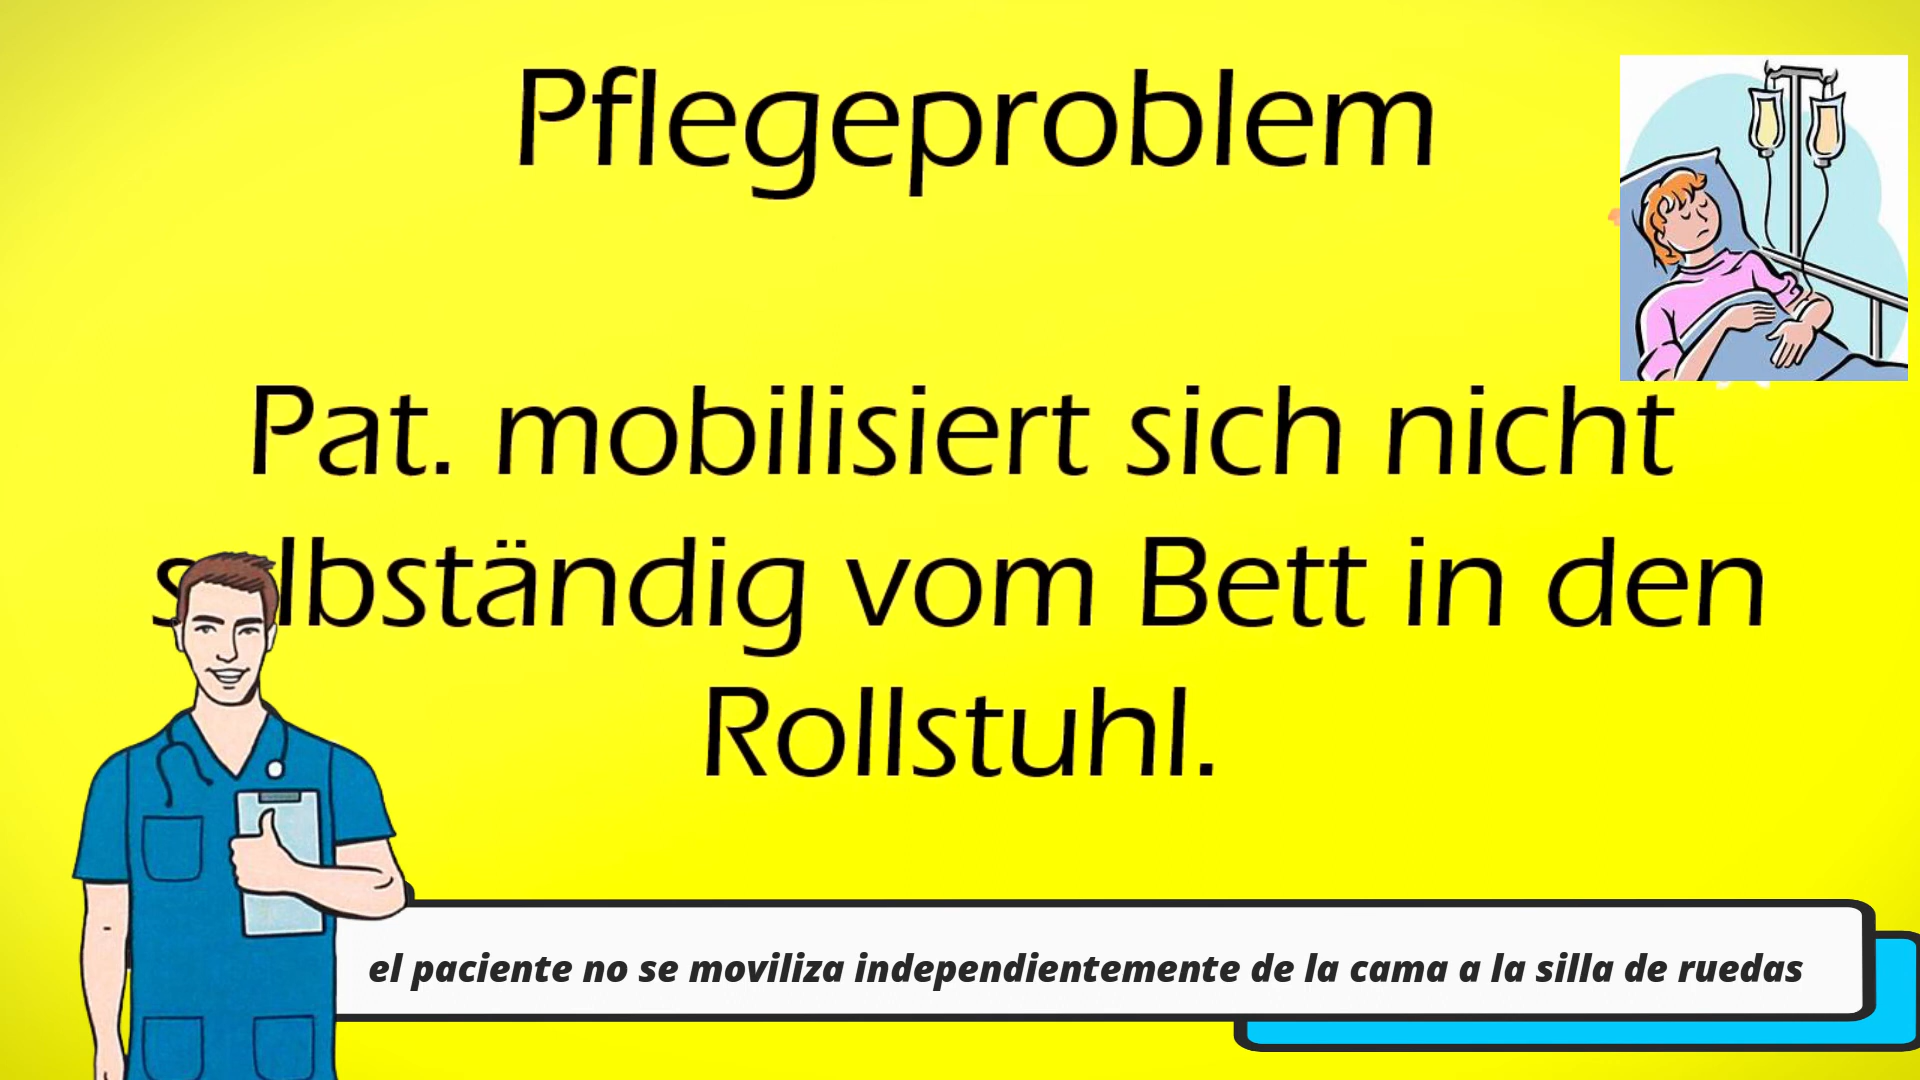 Pflegeproblem
Pat. mobilisiert sich nicht
selbständig vom Bett in den
Rollstuhl.
el paciente no se moviliza independientemente de la cama a la silla de ruedas